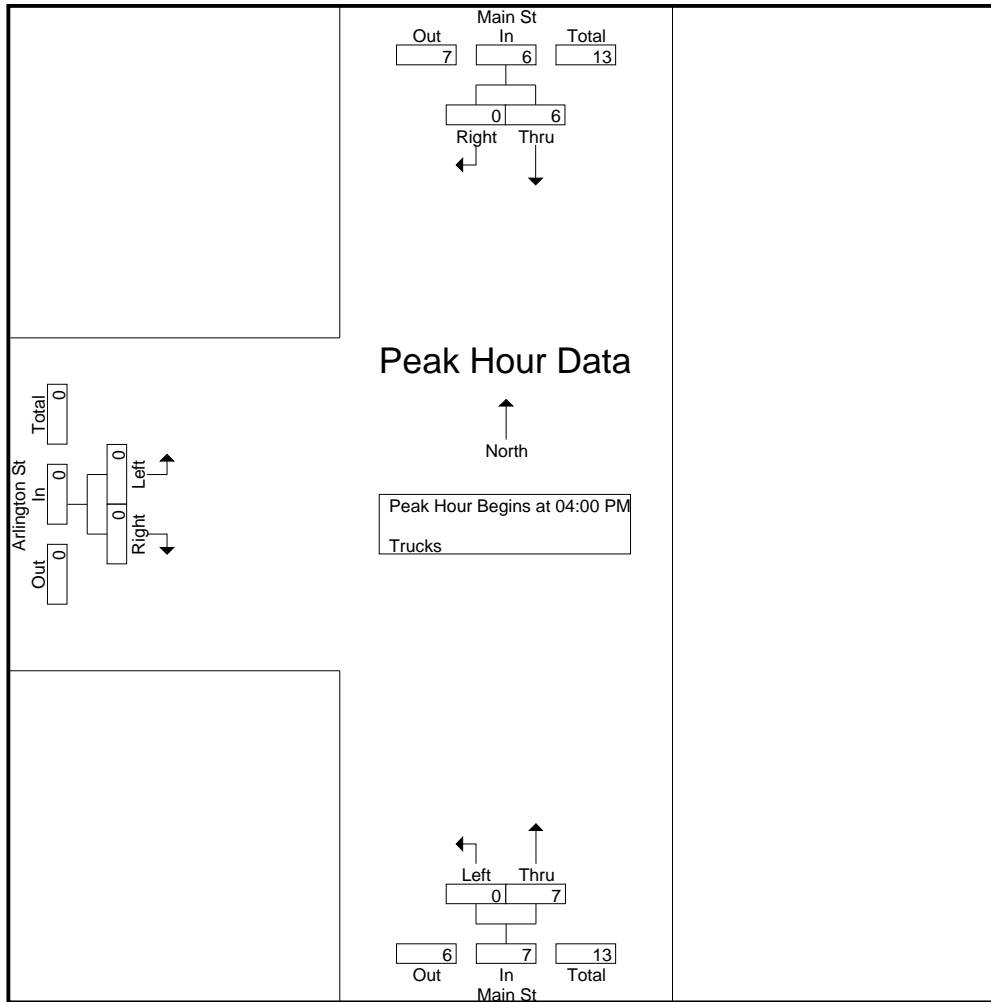 Main St
Out In Total
7 6 13
0 6
Right Thru
Peak Hour Data
North
Peak Hour Begins at 04:00 PM
Trucks
Arlington St
Out In Total
0 0 0
Right Left
0 0
Left Thru
0 7
6 7 13
Out In Total
Main St